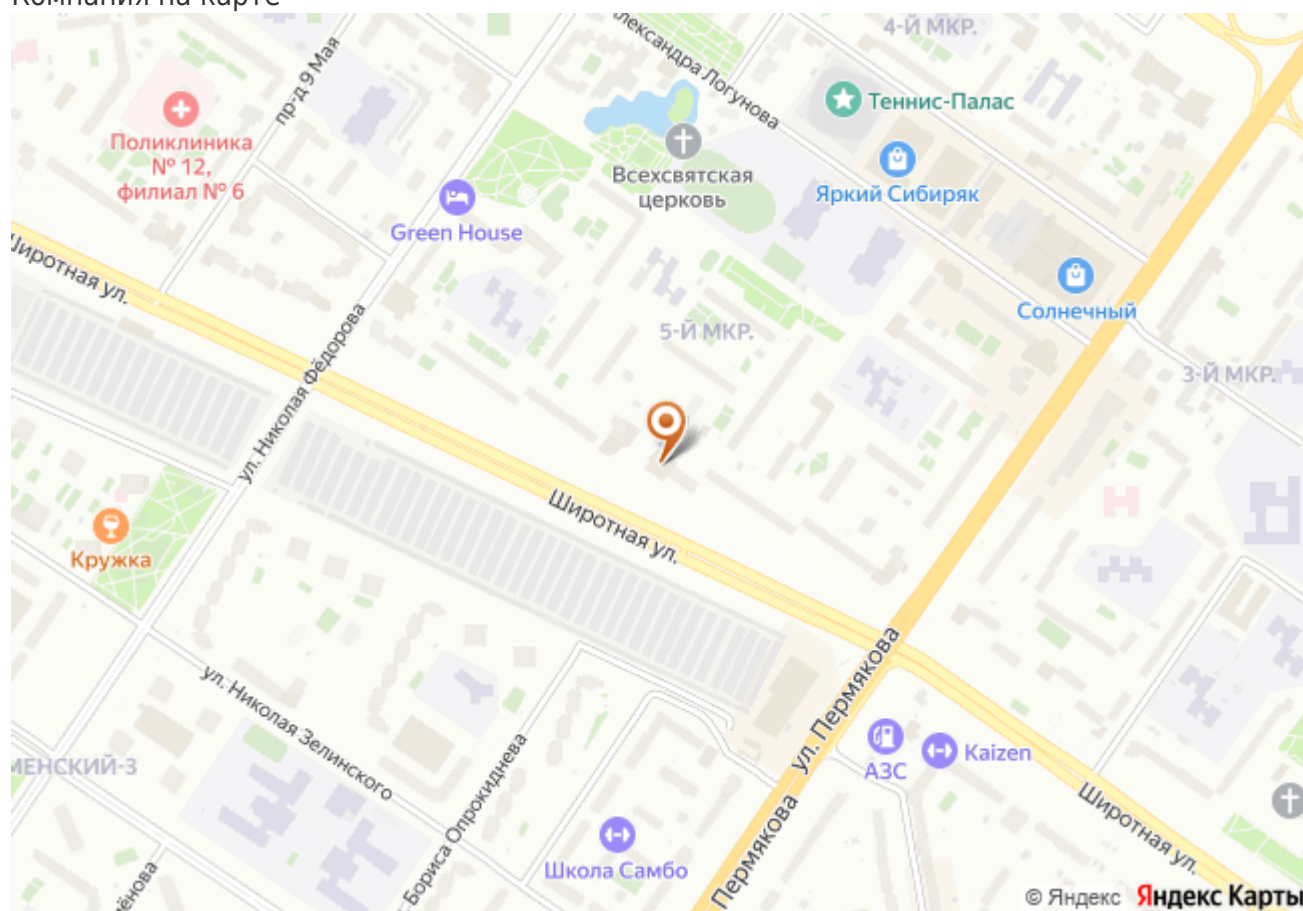 Компания на карте
4-Й МКР.
Александра Логунова
пр-д 9 Мая
Теннис-Палас
Поликлиника
№ 12,
филиал № 6
Всехсвятская
церковь
Яркий Сибиряк
Green House
Широтная ул.
Солнечный
5-Й МКР.
ул. Николая Фёдорова
3-Й МКР.
Широтная ул.
Кружка
ул. Пермякова
ул. Николая Зелинского
Бориса Опрокиднева
АЗС
Kaizen
МЕНСКИЙ-3
Пермякова
Широтная ул.
Школа Самбо
ёнова
© Яндекс Яндекс Карты